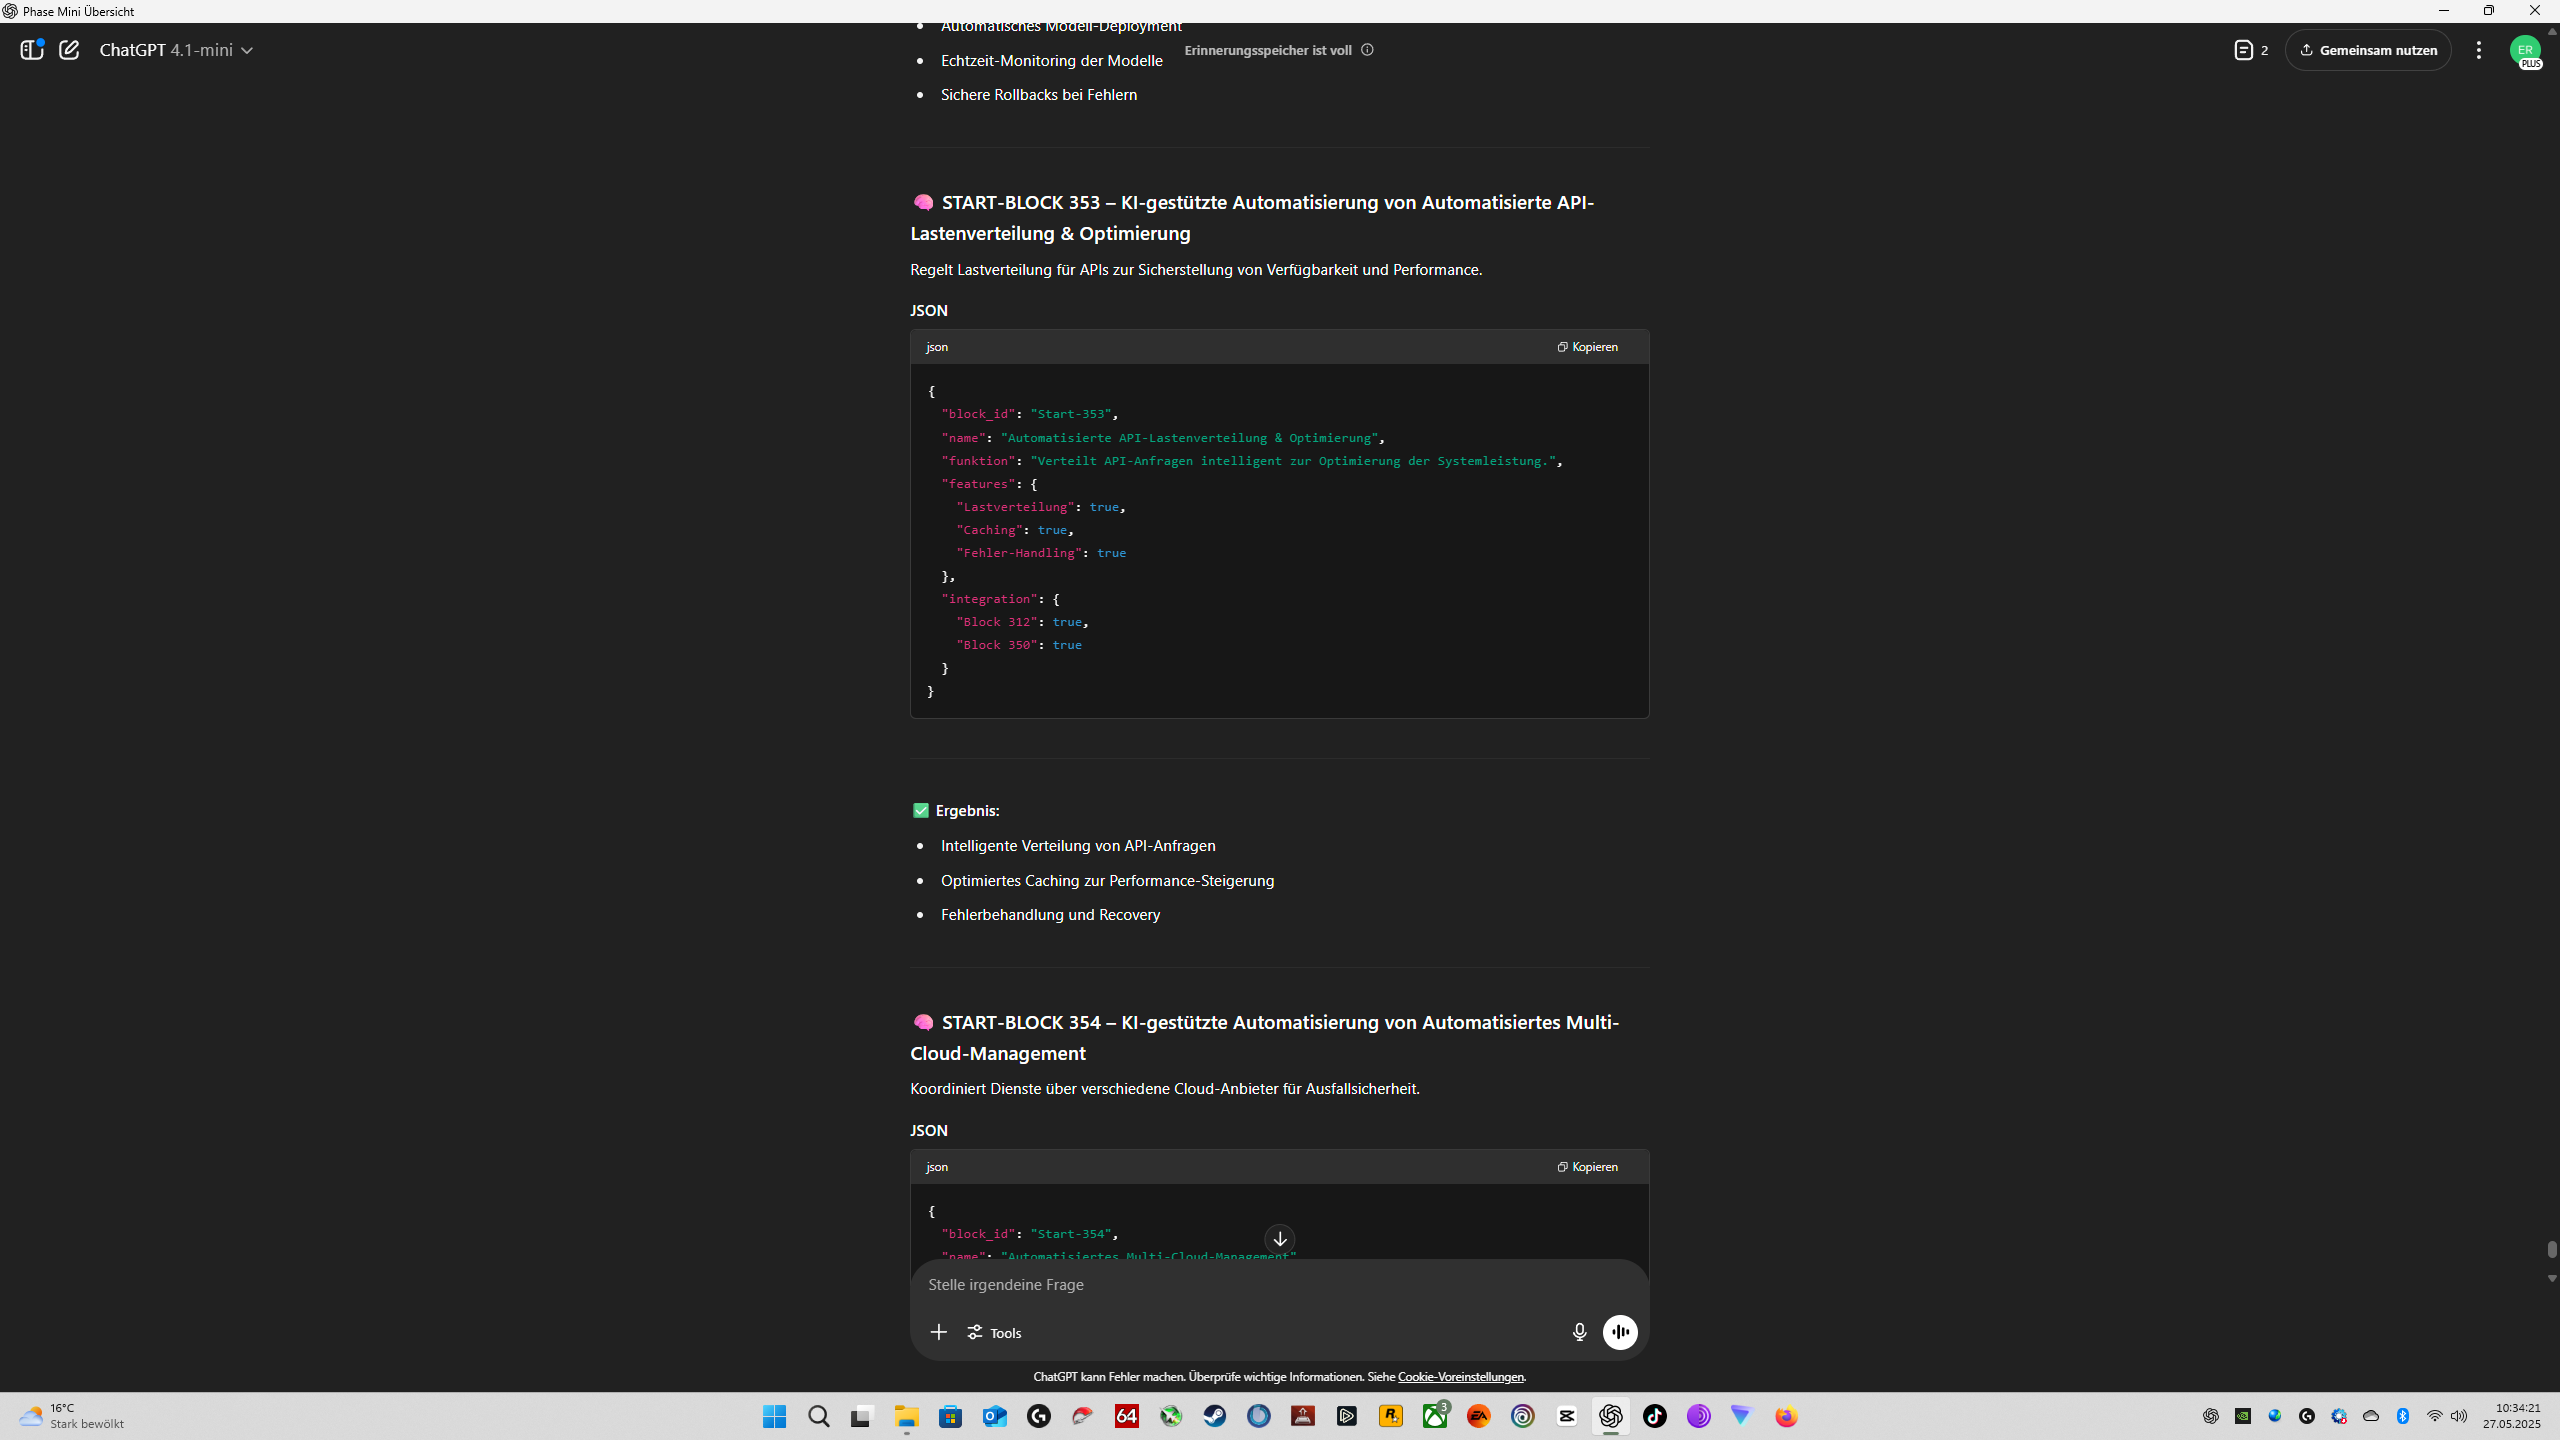 Phase Mini Übersicht
Automatisches Modell-Deployment
ChatGPT 4.1-mini
Erinnerungsspeicher ist voll
2
Gemeinsam nutzen
ER
PLUS
Echtzeit-Monitoring der Modelle
Sichere Rollbacks bei Fehlern
START-BLOCK 353 – KI-gestützte Automatisierung von Automatisierte API-
Lastenverteilung & Optimierung
Regelt Lastverteilung für APIs zur Sicherstellung von Verfügbarkeit und Performance.
JSON
json
Kopieren
{
"block_id": "Start-353",
"name": "Automatisierte API-Lastenverteilung & Optimierung",
"funktion": "Verteilt API-Anfragen intelligent zur Optimierung der Systemleistung.",
"features": {
"Lastverteilung": true,
"Caching": true,
"Fehler-Handling": true
},
"integration": {
"Block 312": true,
"Block 350": true
}
}
Ergebnis:
Intelligente Verteilung von API-Anfragen
Optimiertes Caching zur Performance-Steigerung
Fehlerbehandlung und Recovery
START-BLOCK 354 – KI-gestützte Automatisierung von Automatisiertes Multi-
Cloud-Management
Koordiniert Dienste über verschiedene Cloud-Anbieter für Ausfallsicherheit.
JSON
json
Kopieren
{
"block_id": "Start-354",
"name": "Automatisiertes Multi-Cloud-Management"
Stelle irgendeine Frage
Tools
ChatGPT kann Fehler machen. Überprüfe wichtige Informationen. Siehe Cookie-Voreinstellungen.
16°C
Stark bewölkt
64
3
EA
10:34:21
27.05.2025